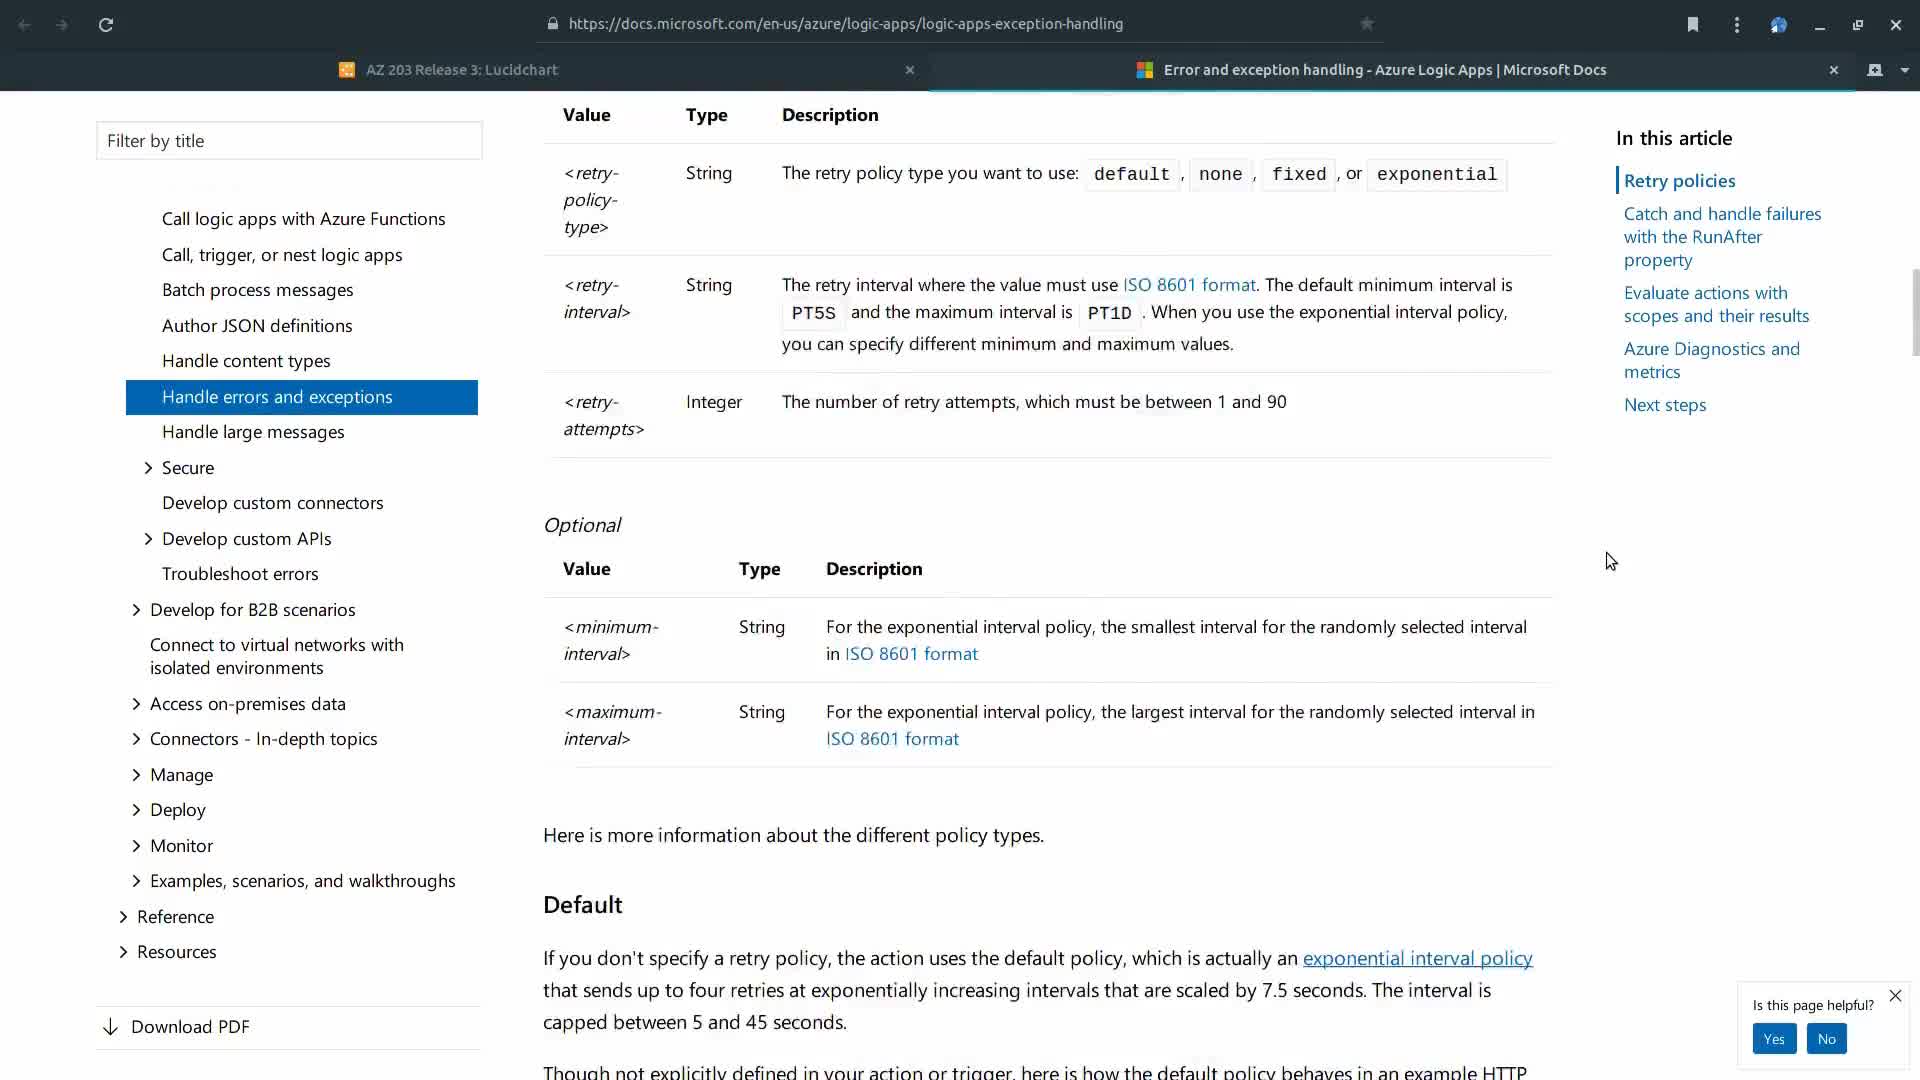 https://docs.microsoft.com/en-us/azure/logic-apps/logic-apps-exception-handling
AZ 203 Release 3: Lucidchart
Error and exception handling - Azure Logic Apps | Microsoft Docs
Filter by title
Call logic apps with Azure Functions
Call, trigger, or nest logic apps
Batch process messages
Author JSON definitions
Handle content types
Handle errors and exceptions
Handle large messages
Secure
Develop custom connectors
Develop custom APIs
Troubleshoot errors
Develop for B2B scenarios
Connect to virtual networks with
isolated environments
Access on-premises data
Connectors - In-depth topics
Manage
Deploy
Monitor
Examples, scenarios, and walkthroughs
Reference
Resources
Download PDF
Value Type Description
<retry-
policy-
type>
String
The retry policy type you want to use: default, none, fixed, or exponential
<retry-
interval>
String
The retry interval where the value must use ISO 8601 format. The default minimum interval is
PT5S and the maximum interval is PT1D. When you use the exponential interval policy,
you can specify different minimum and maximum values.
<retry-
attempts>
Integer
The number of retry attempts, which must be between 1 and 90
Optional
Value Type Description
<minimum-
interval>
String
For the exponential interval policy, the smallest interval for the randomly selected interval
in ISO 8601 format
<maximum-
interval>
String
For the exponential interval policy, the largest interval for the randomly selected interval in
ISO 8601 format
Here is more information about the different policy types.
Default
If you don't specify a retry policy, the action uses the default policy, which is actually an exponential interval policy
that sends up to four retries at exponentially increasing intervals that are scaled by 7.5 seconds. The interval is
capped between 5 and 45 seconds.
Though not explicitly defined in your action or trigger, here is how the default policy behaves in an example HTTP
In this article
Retry policies
Catch and handle failures
with the RunAfter
property
Evaluate actions with
scopes and their results
Azure Diagnostics and
metrics
Next steps
Is this page helpful?
Yes No